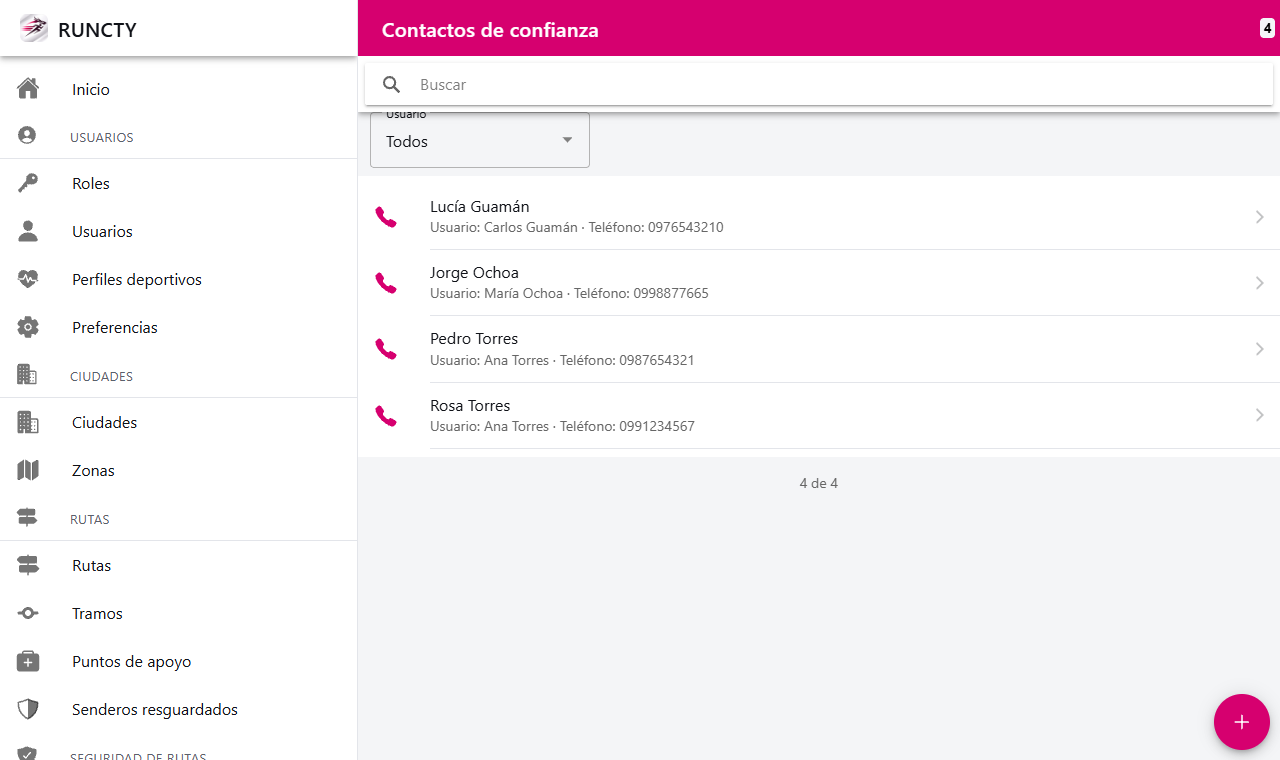 RUNCTY
Inicio
USUARIOS
Roles
Usuarios
Perfiles deportivos
Preferencias
CIUDADES
Ciudades
Zonas
RUTAS
Rutas
Tramos
Puntos de apoyo
Senderos resguardados
SEGURIDAD DE RUTAS
Contactos de confianza
4
Buscar
Usuario
Todos
Lucía Guamán
Usuario: Carlos Guamán · Teléfono: 0976543210
Jorge Ochoa
Usuario: María Ochoa · Teléfono: 0998877665
Pedro Torres
Usuario: Ana Torres · Teléfono: 0987654321
Rosa Torres
Usuario: Ana Torres · Teléfono: 0991234567
4 de 4